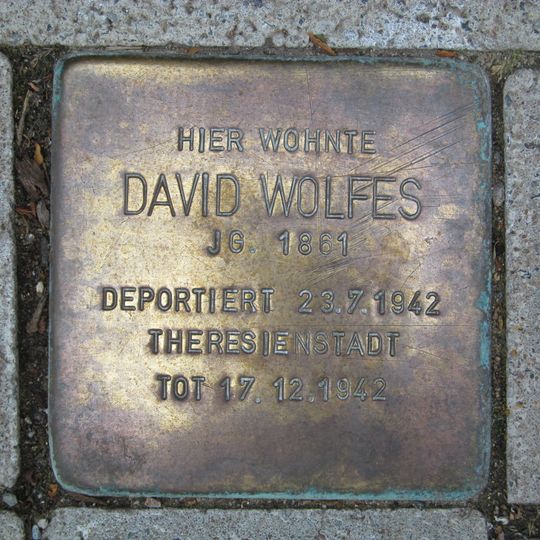 HIER WOHNTE
DAVID WOLFES
JG. 1861
DEPORTIERT 23.7.1942
THERESIENSTADT
TOT 17.12.1942